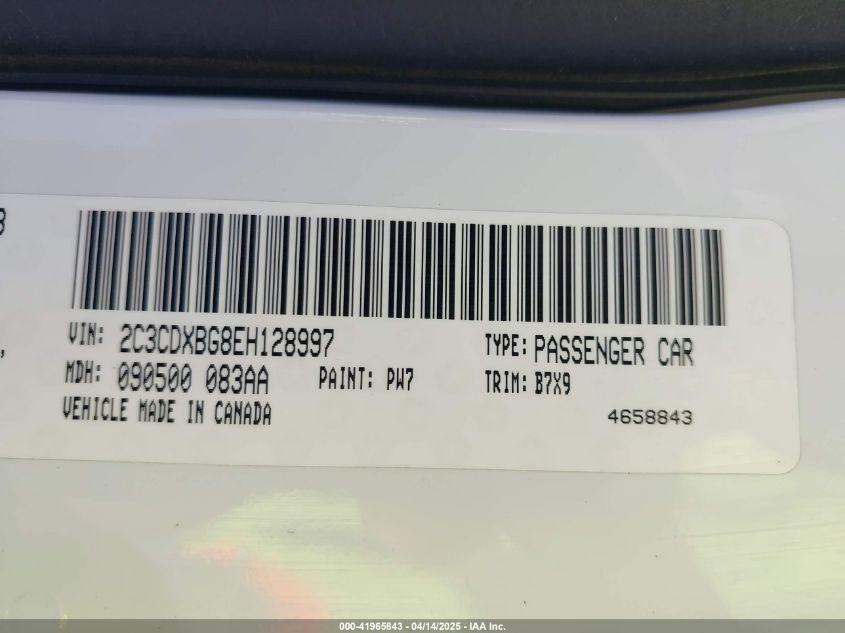 3
,
VIN: 2C3CDXBG8EH128997
TYPE: PASSENGER CAR
MDH: 090500 083AA
PAINT: PW7
TRIM: B7X9
VEHICLE MADE IN CANADA
4658843
000-41965843 - 04/14/2025 - IAA Inc.